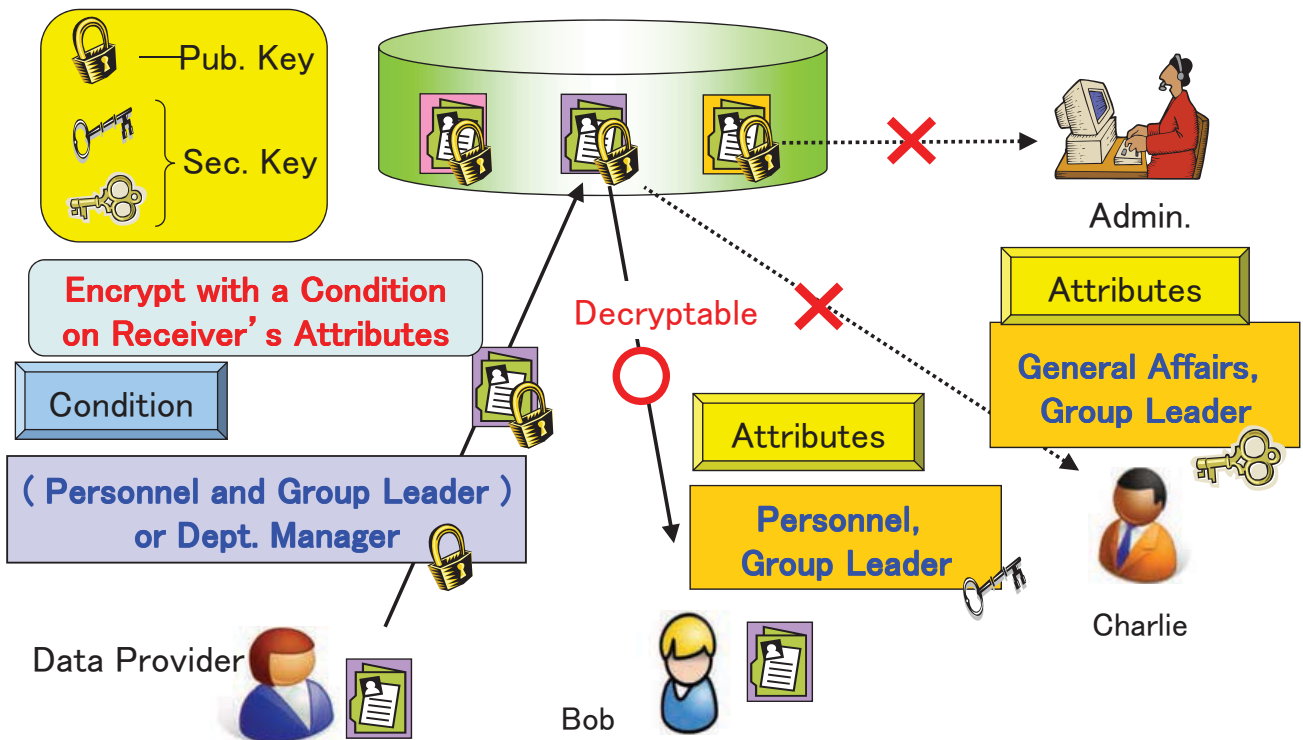 Pub. Key
Sec. Key
Admin.
Encrypt with a Condition
on Receiver’s Attributes
Decryptable
Attributes
General Affairs,
Group Leader
Condition
Attributes
( Personnel and Group Leader )
or Dept. Manager
Personnel,
Group Leader
Charlie
Data Provider
Bob